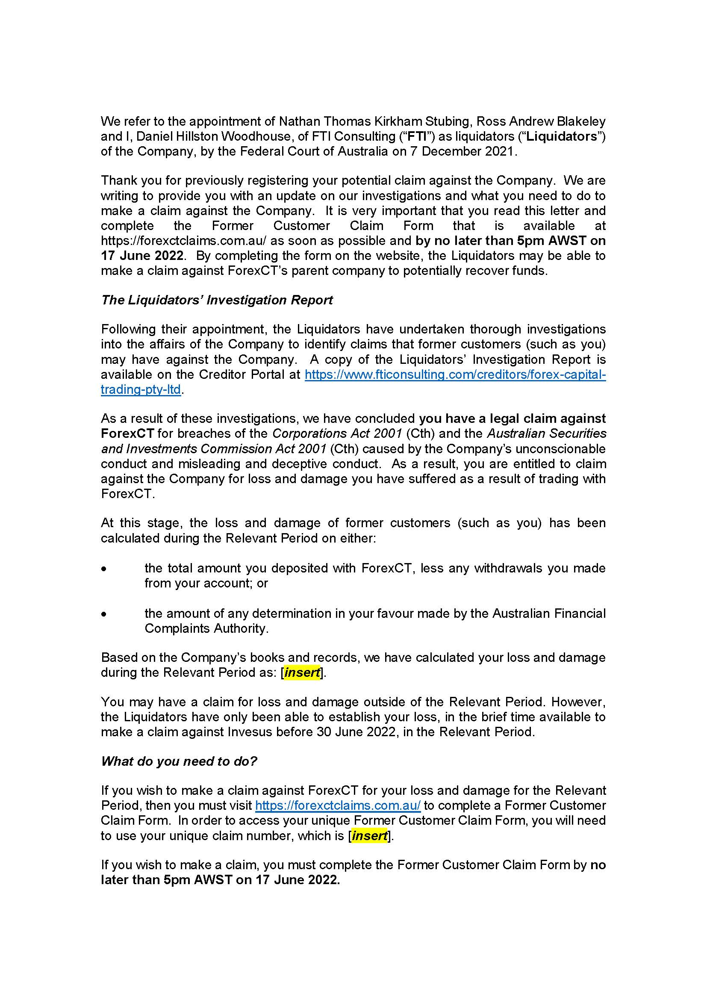 We refer to the appointment of Nathan Thomas Kirkham Stubing, Ross Andrew Blakeley
and I, Daniel Hillston Woodhouse, of FTI Consulting (“FTI”) as liquidators (“Liquidators”)
of the Company, by the Federal Court of Australia on 7 December 2021.
Thank you for previously registering your potential claim against the Company. We are
writing to provide you with an update on our investigations and what you need to do to
make a claim against the Company. It is very important that you read this letter and
complete the Former Customer Claim Form that is available at
https://forexctclaims.com.au/ as soon as possible and by no later than 5pm AWST on
17 June 2022. By completing the form on the website, the Liquidators may be able to
make a claim against ForexCT’s parent company to potentially recover funds.
The Liquidators’ Investigation Report
Following their appointment, the Liquidators have undertaken thorough investigations
into the affairs of the Company to identify claims that former customers (such as you)
may have against the Company. A copy of the Liquidators’ Investigation Report is
available on the Creditor Portal at https://www.fticonsulting.com/creditors/forex-capital-
trading-pty-ltd.
As a result of these investigations, we have concluded you have a legal claim against
ForexCT for breaches of the Corporations Act 2001 (Cth) and the Australian Securities
and Investments Commission Act 2001 (Cth) caused by the Company’s unconscionable
conduct and misleading and deceptive conduct. As a result, you are entitled to claim
against the Company for loss and damage you have suffered as a result of trading with
ForexCT.
At this stage, the loss and damage of former customers (such as you) has been
calculated during the Relevant Period on either:
• the total amount you deposited with ForexCT, less any withdrawals you made
from your account; or
• the amount of any determination in your favour made by the Australian Financial
Complaints Authority.
Based on the Company’s books and records, we have calculated your loss and damage
during the Relevant Period as: [insert].
You may have a claim for loss and damage outside of the Relevant Period. However,
the Liquidators have only been able to establish your loss, in the brief time available to
make a claim against Invesus before 30 June 2022, in the Relevant Period.
What do you need to do?
If you wish to make a claim against ForexCT for your loss and damage for the Relevant
Period, then you must visit https://forexctclaims.com.au/ to complete a Former Customer
Claim Form. In order to access your unique Former Customer Claim Form, you will need
to use your unique claim number, which is [insert].
If you wish to make a claim, you must complete the Former Customer Claim Form by no
later than 5pm AWST on 17 June 2022.